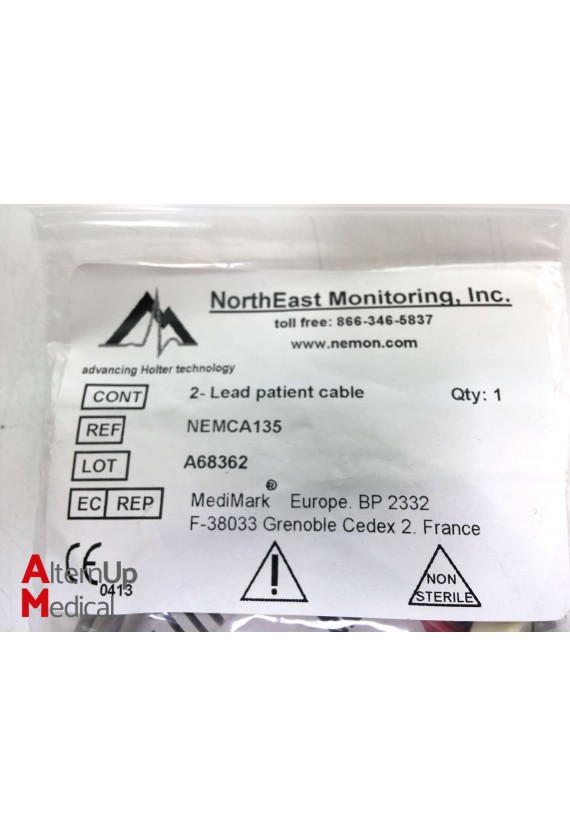 NorthEast Monitoring, Inc.
toll free: 866-346-5837
www.nemon.com
advancing Holter technology
CONT 2- Lead patient cable Qty: 1
REF NEMCA135
LOT A68362
EC REP MediMark® Europe. BP 2332
F-38033 Grenoble Cedex 2. France
CE 0413
! NON STERILE
AlternUp
Medical